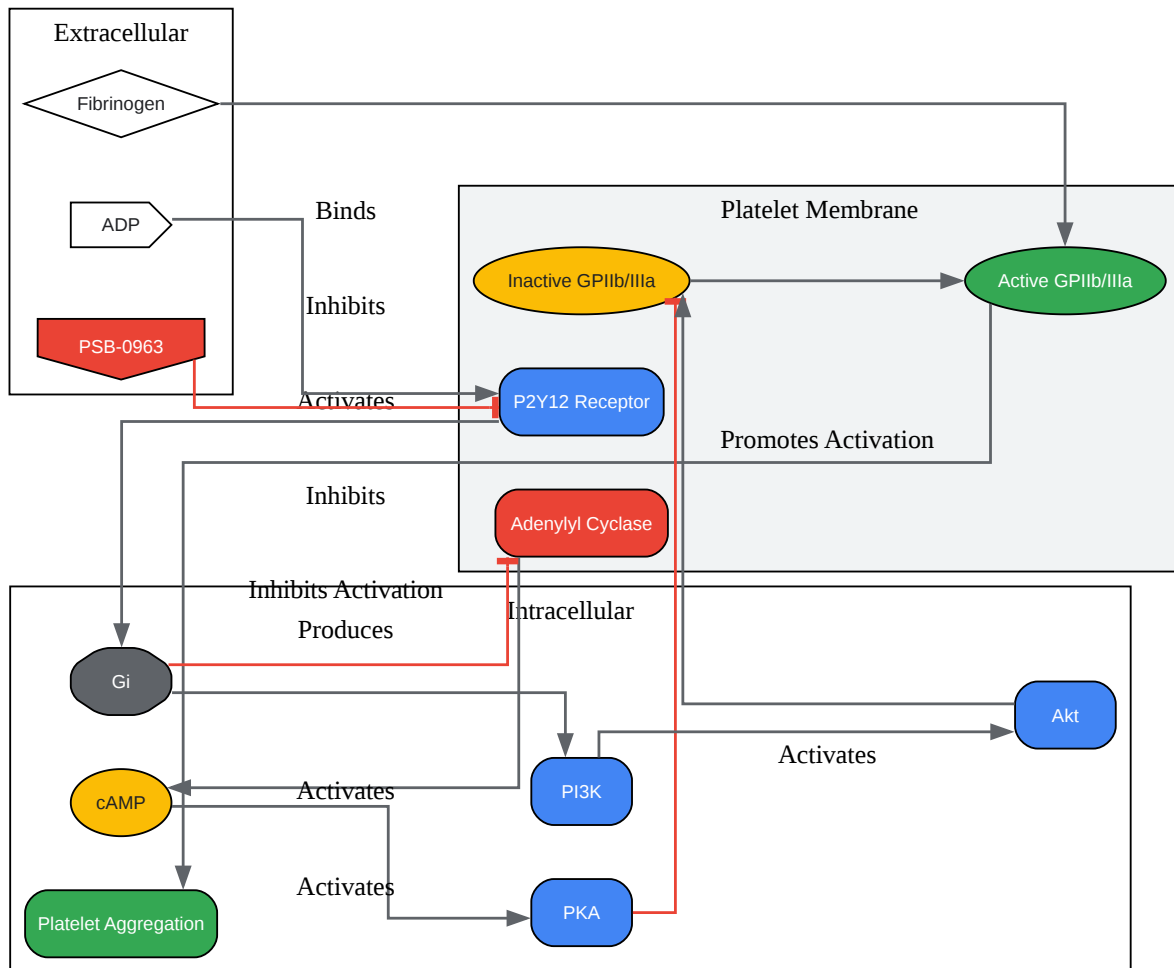 Extracellular
Fibrinogen
ADP
Binds
Platelet Membrane
Inactive GPIIb/IIIa
Active GPIIb/IIIa
Inhibits
PSB-0963
Activates
P2Y12 Receptor
Promotes Activation
Inhibits
Adenylyl Cyclase
Inhibits Activation
Intracellular
Produces
Gi
Akt
Activates
PI3K
Activates
cAMP
Activates
PKA
Platelet Aggregation